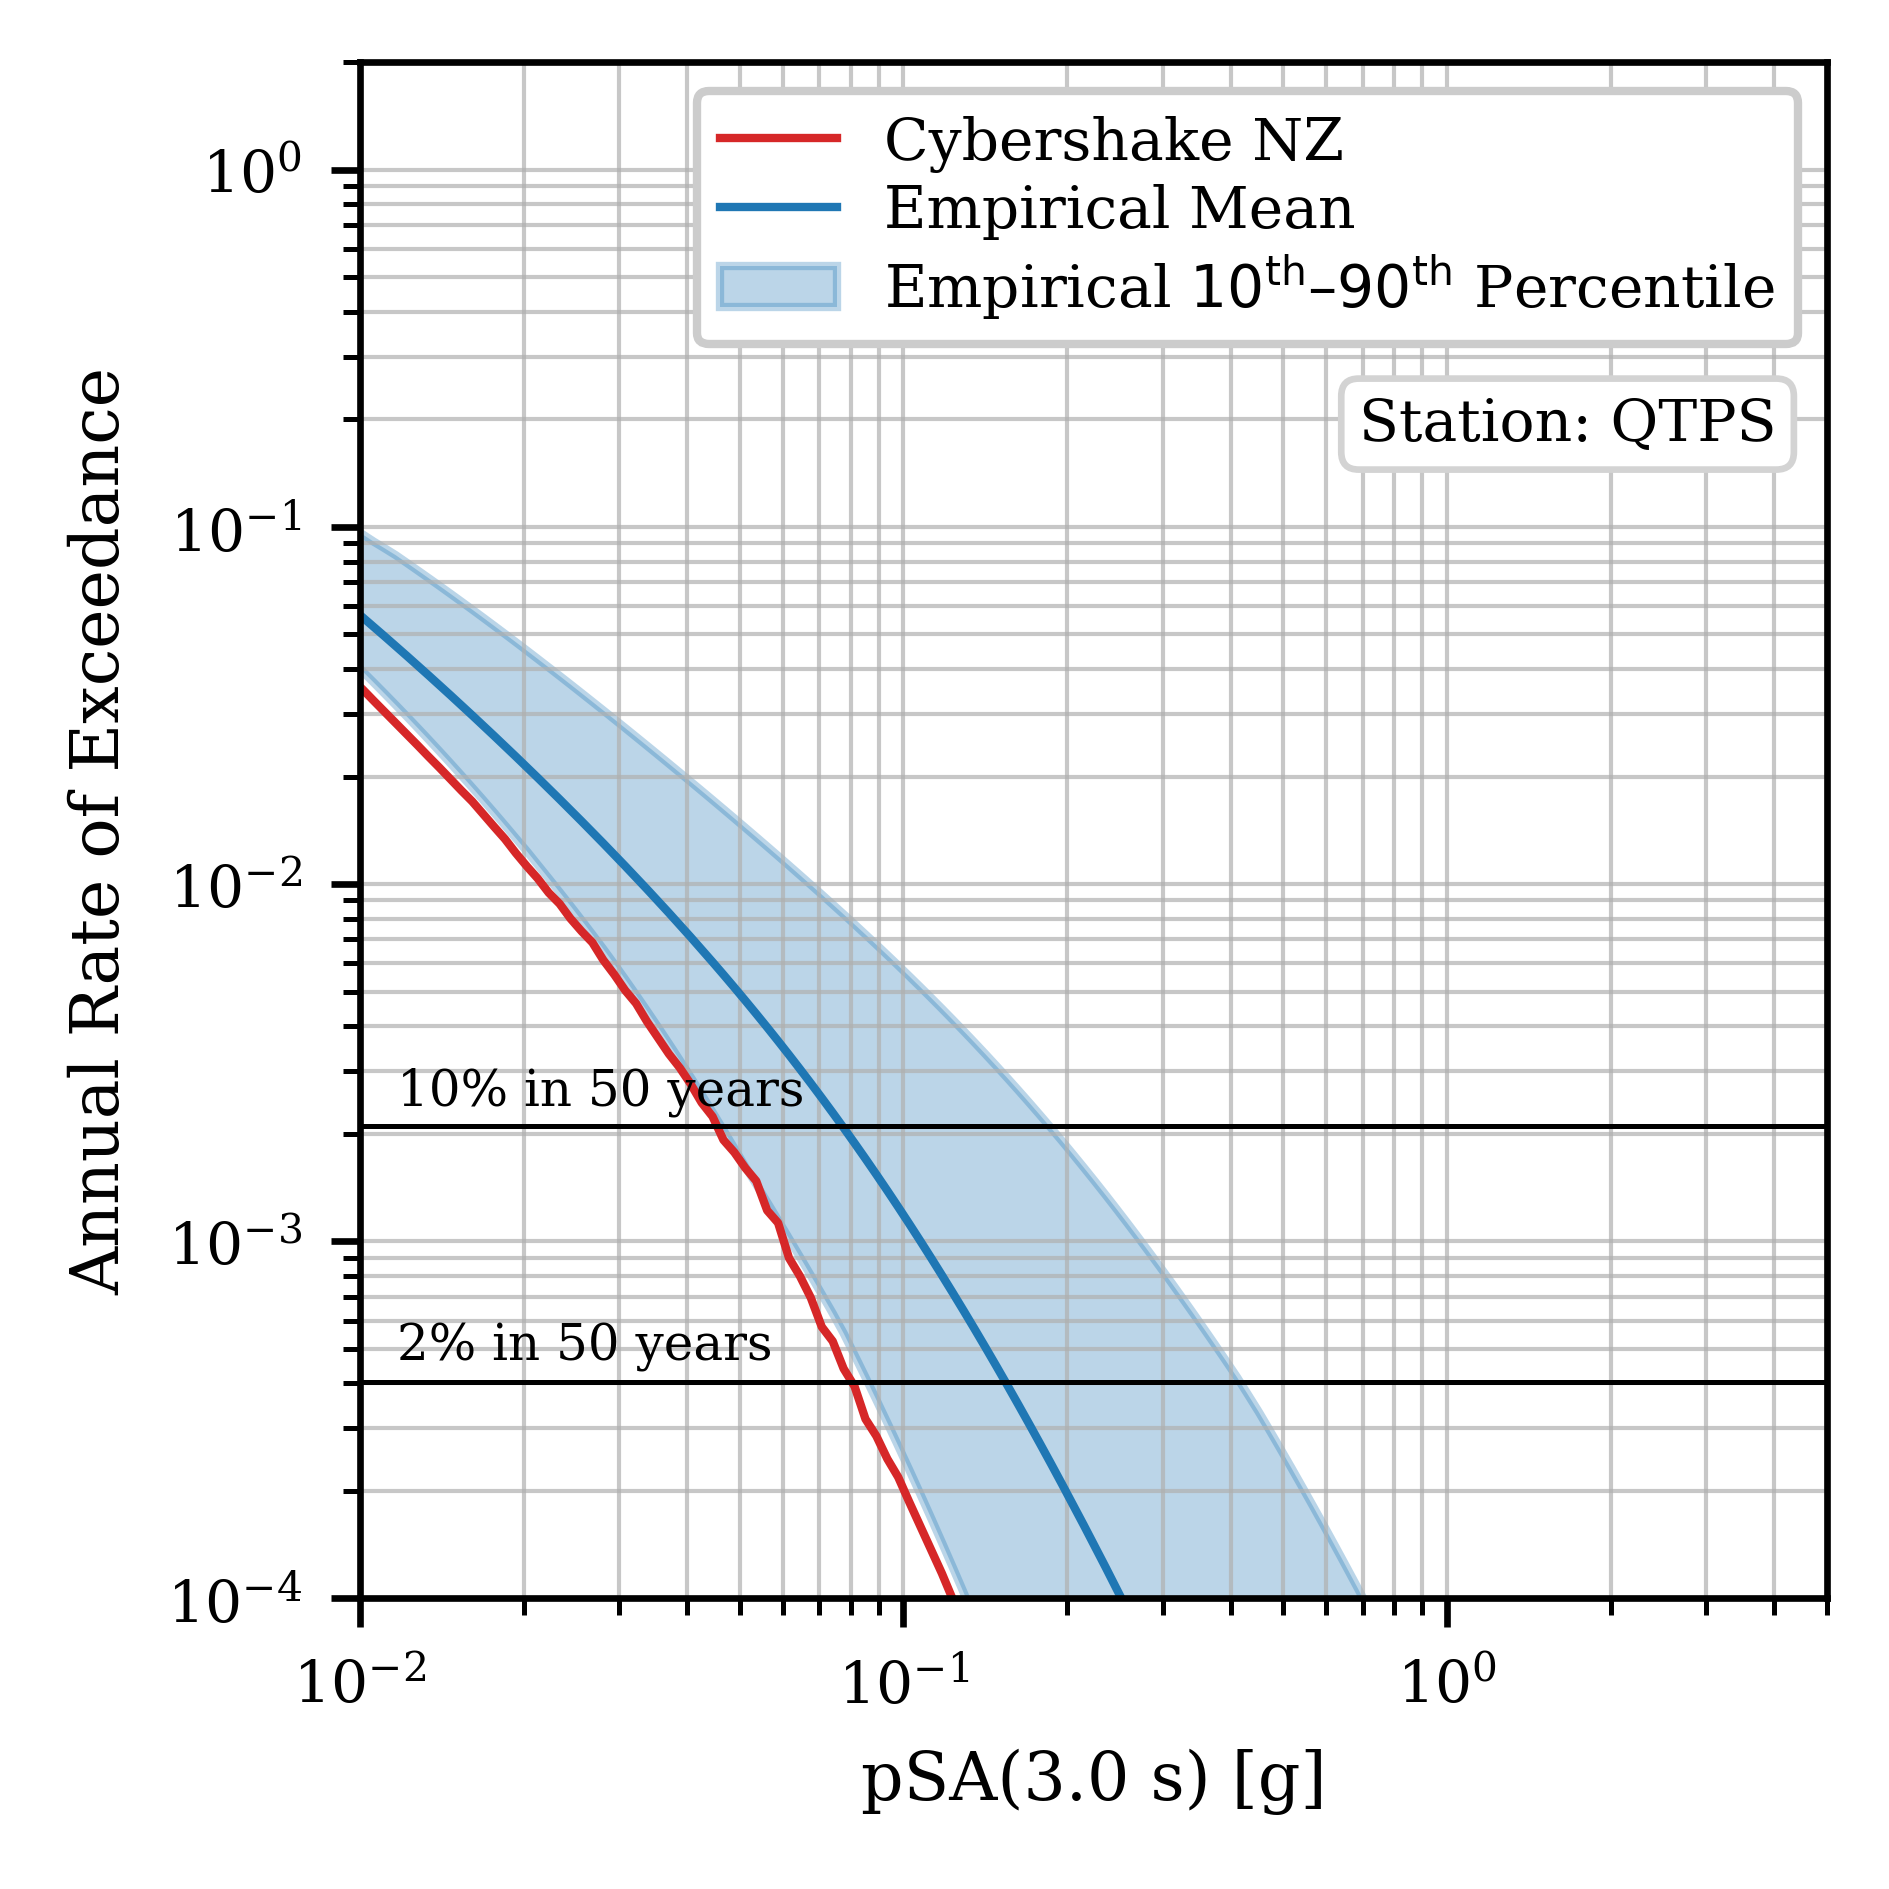 Cybershake NZ
Empirical Mean
Empirical 10ᵗʰ–90ᵗʰ Percentile
Station: QTPS
10⁰
10⁻¹
10⁻²
10⁻³
10⁻⁴
Annual Rate of Exceedance
10% in 50 years
2% in 50 years
10⁻² 10⁻¹ 10⁰
pSA(3.0 s) [g]